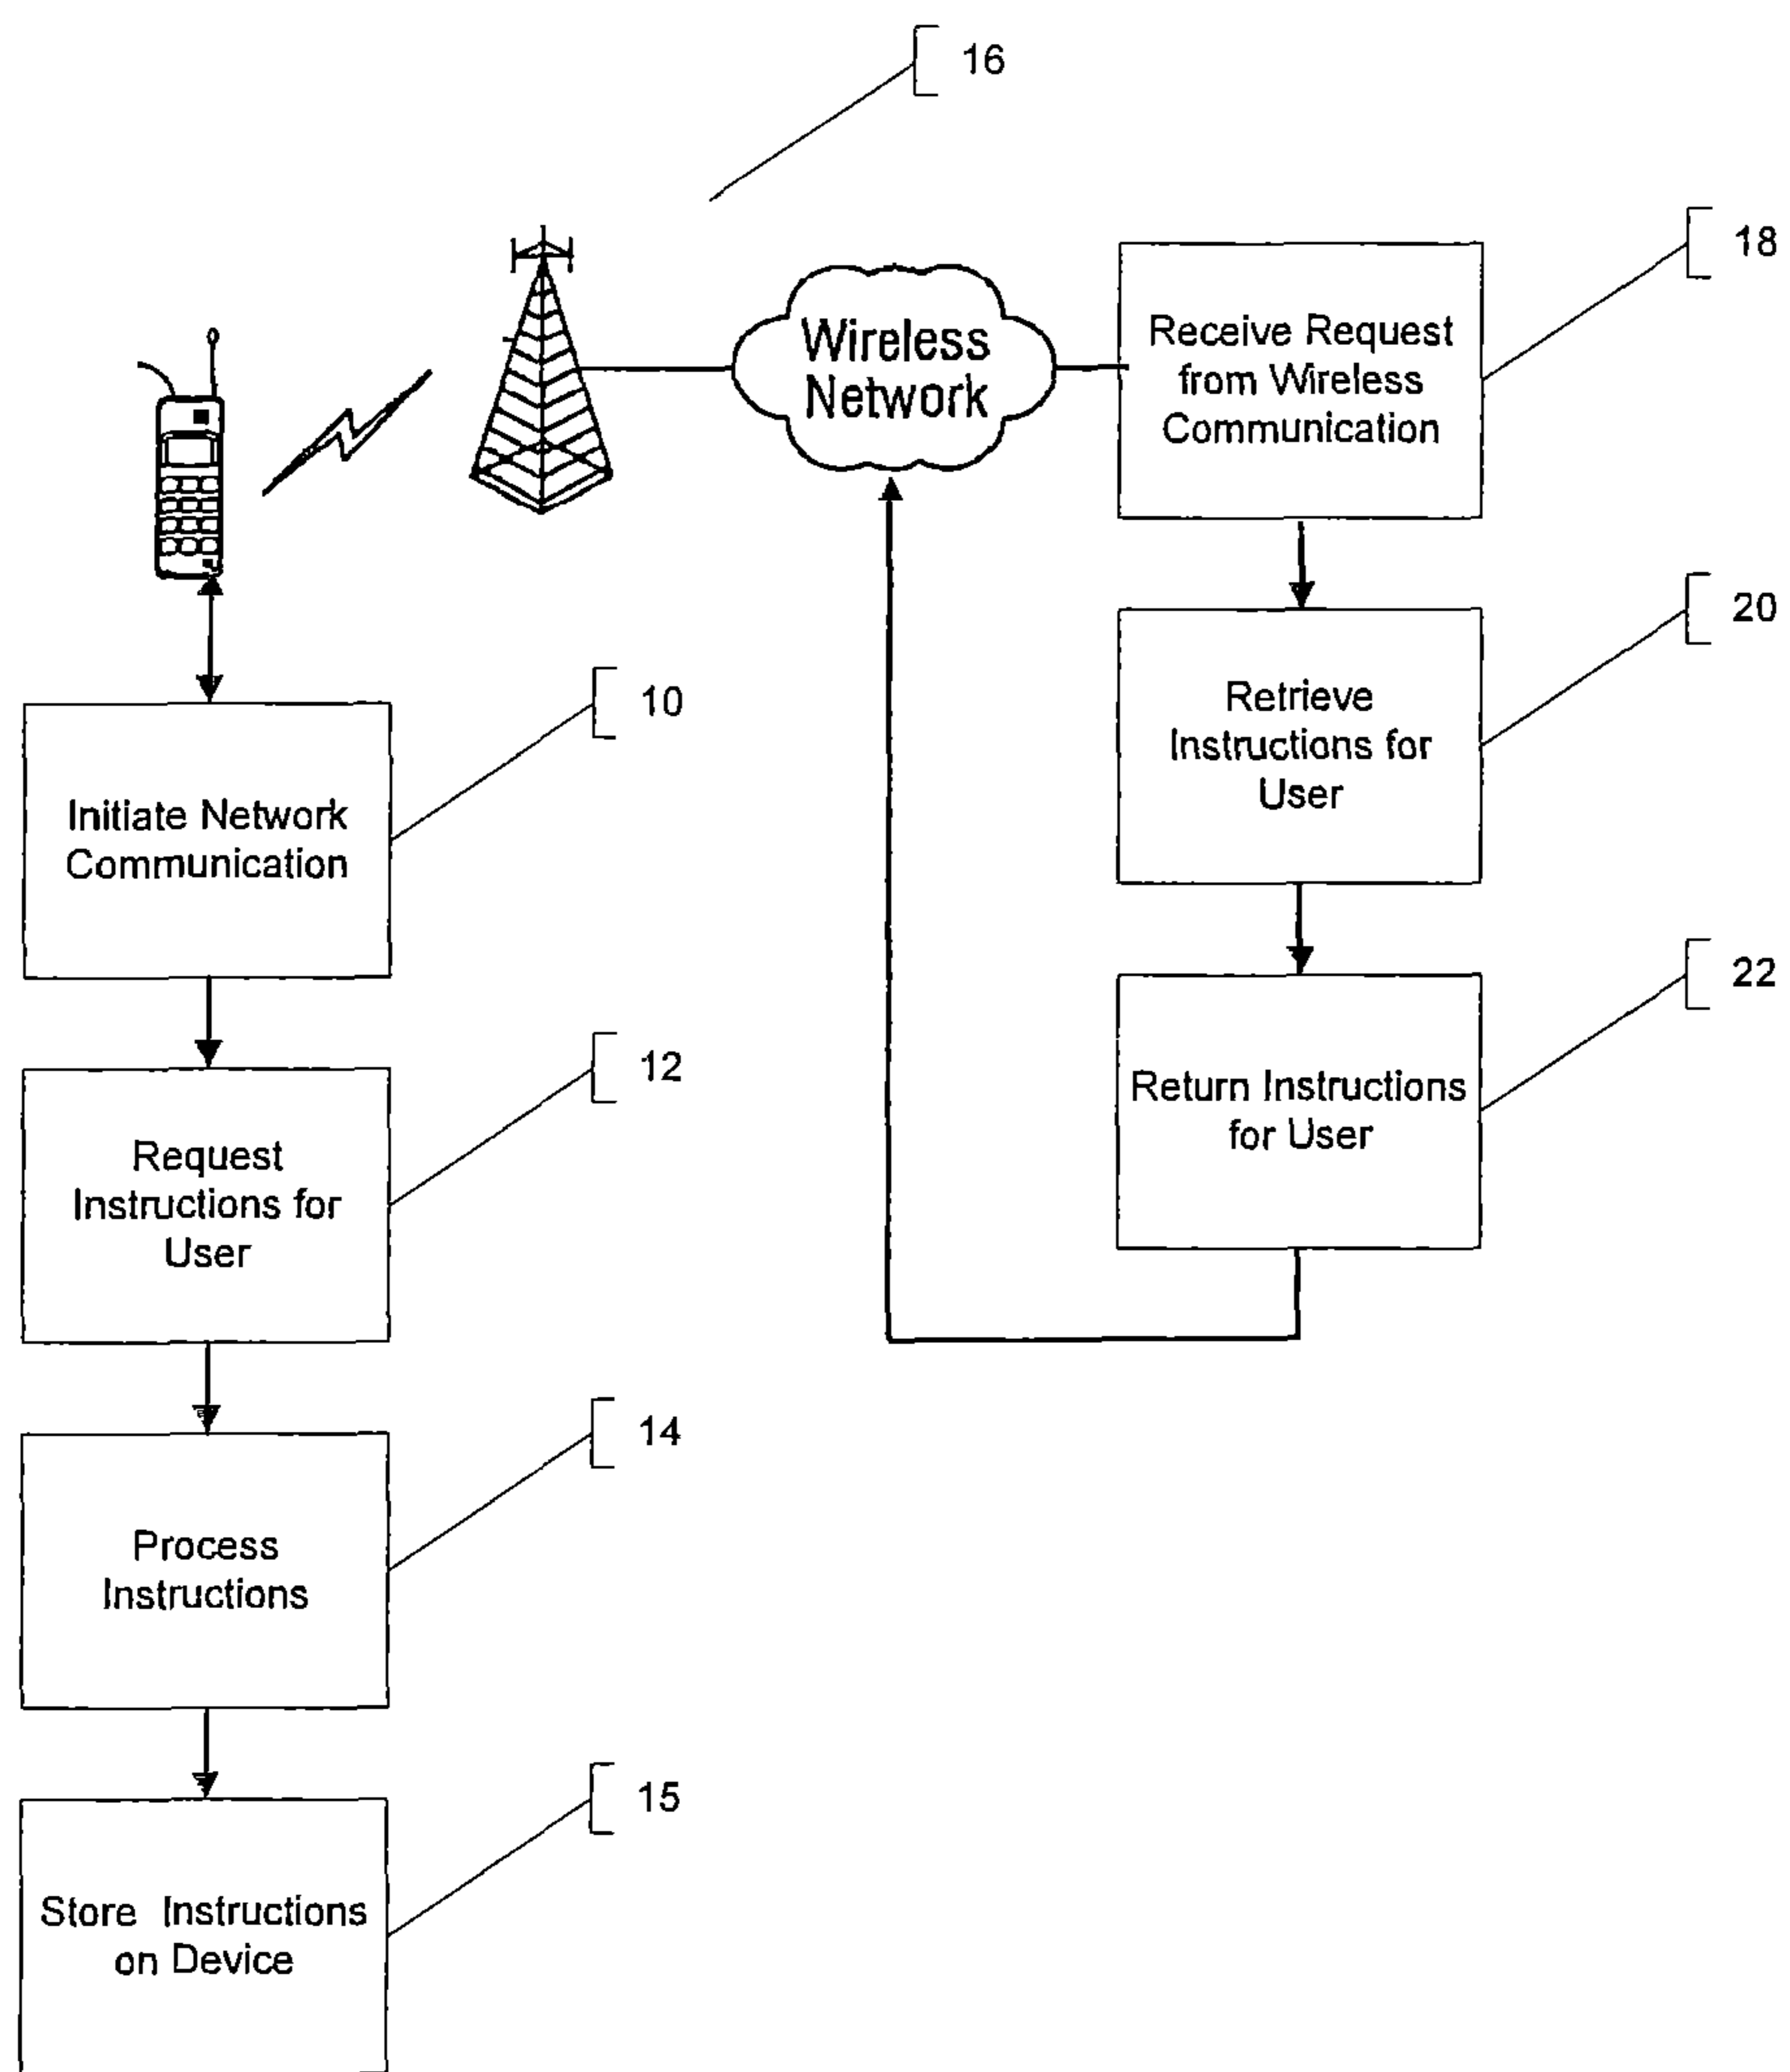 16
Wireless
Network
18
Receive Request
from Wireless
Communication
20
Retrieve
Instructions for
User
22
Return Instructions
for User
10
Initiate Network
Communication
12
Request
Instructions for
User
14
Process
Instructions
15
Store Instructions
on Device